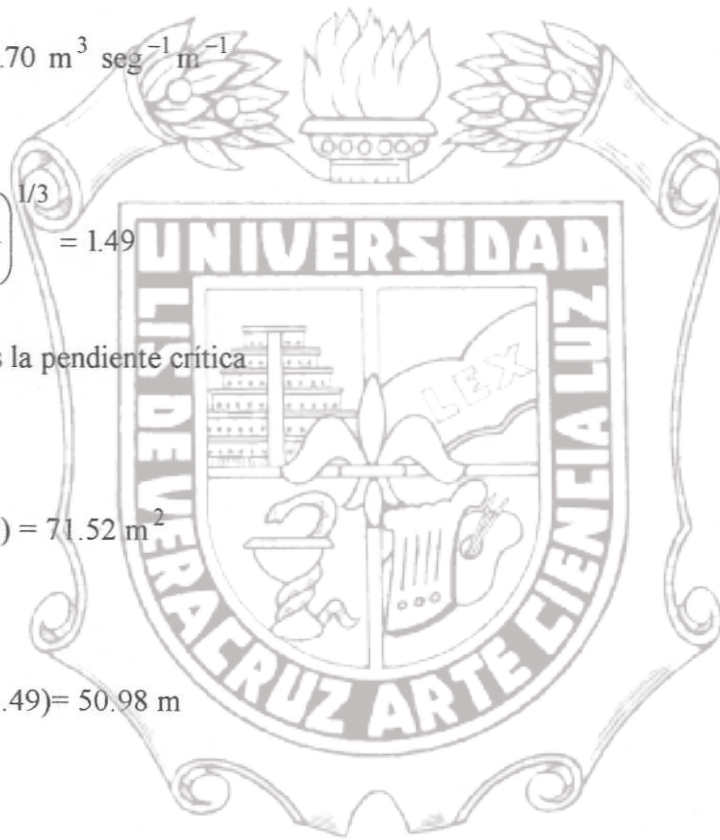 .70 m³ seg⁻¹ m⁻¹
1/3
= 1.49
la pendiente crítica
) = 71.52 m²
.49)= 50.98 m
UNIVERSIDAD
LIS DE VERACRUZ ARTE CIENCIA LUZ
LEX